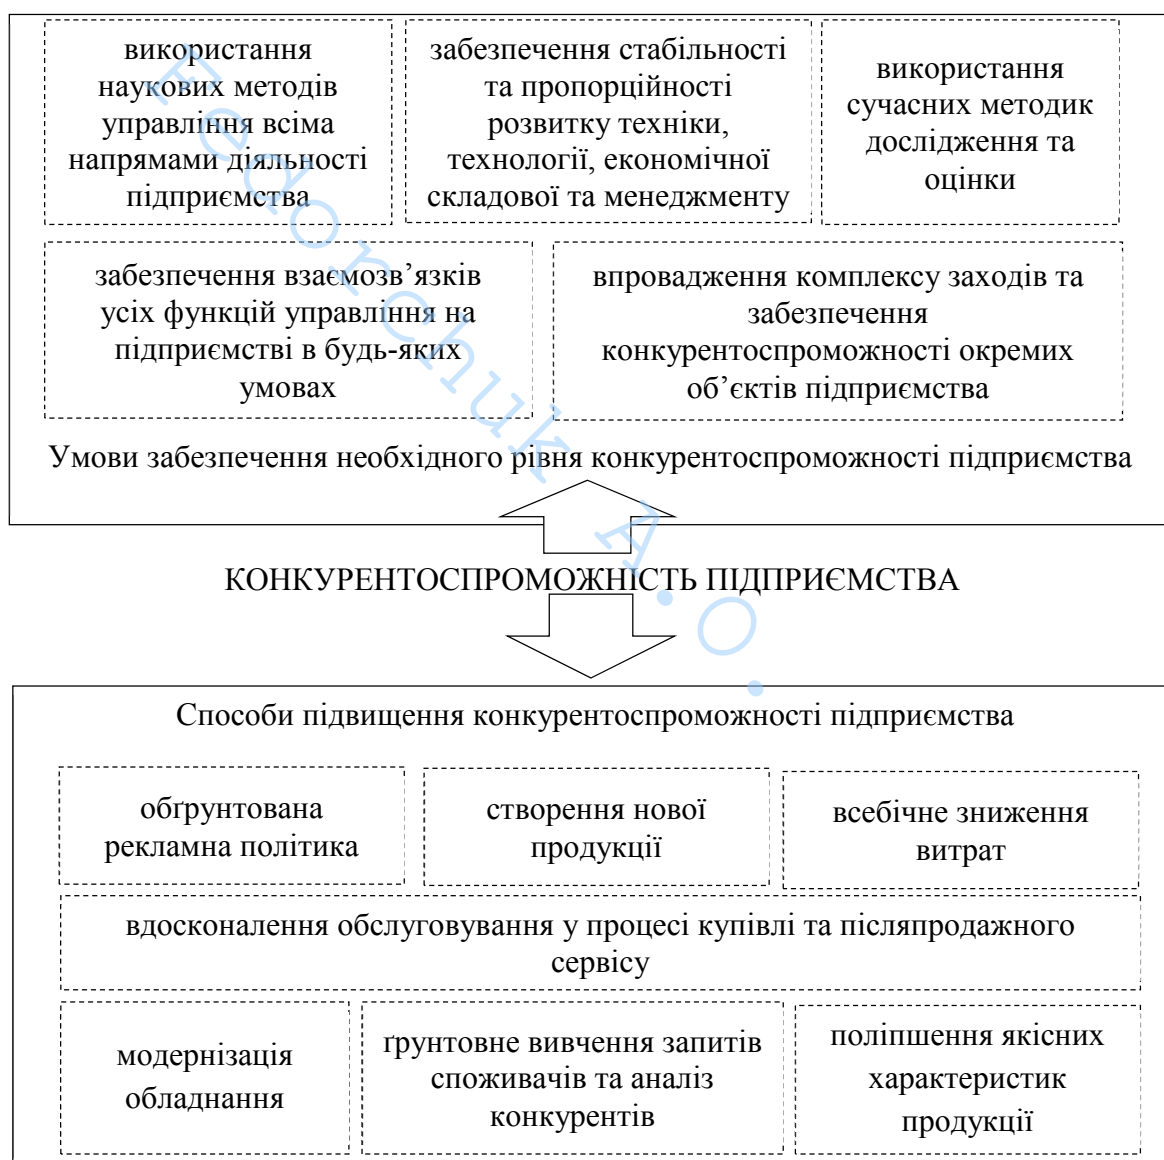 використання
наукових методів
управління всіма
напрямами діяльності
підприємства
забезпечення стабільності
та пропорційності
розвитку техніки,
технології, економічної
складової та менеджменту
використання
сучасних методик
дослідження та
оцінки
забезпечення взаємозв’язків
усіх функцій управління на
підприємстві в будь-яких
умовах
впровадження комплексу заходів та
забезпечення
конкурентоспроможності окремих
об’єктів підприємства
Умови забезпечення необхідного рівня конкурентоспроможності підприємства
КОНКУРЕНТОСПРОМОЖНІСТЬ ПІДПРИЄМСТВА
Способи підвищення конкурентоспроможності підприємства
обґрунтована
рекламна політика
створення нової
продукції
всебічне зниження
витрат
вдосконалення обслуговування у процесі купівлі та післяпродажного
сервісу
модернізація
обладнання
ґрунтовне вивчення запитів
споживачів та аналіз
конкурентів
поліпшення якісних
характеристик
продукції
Fedorchuk A.O.